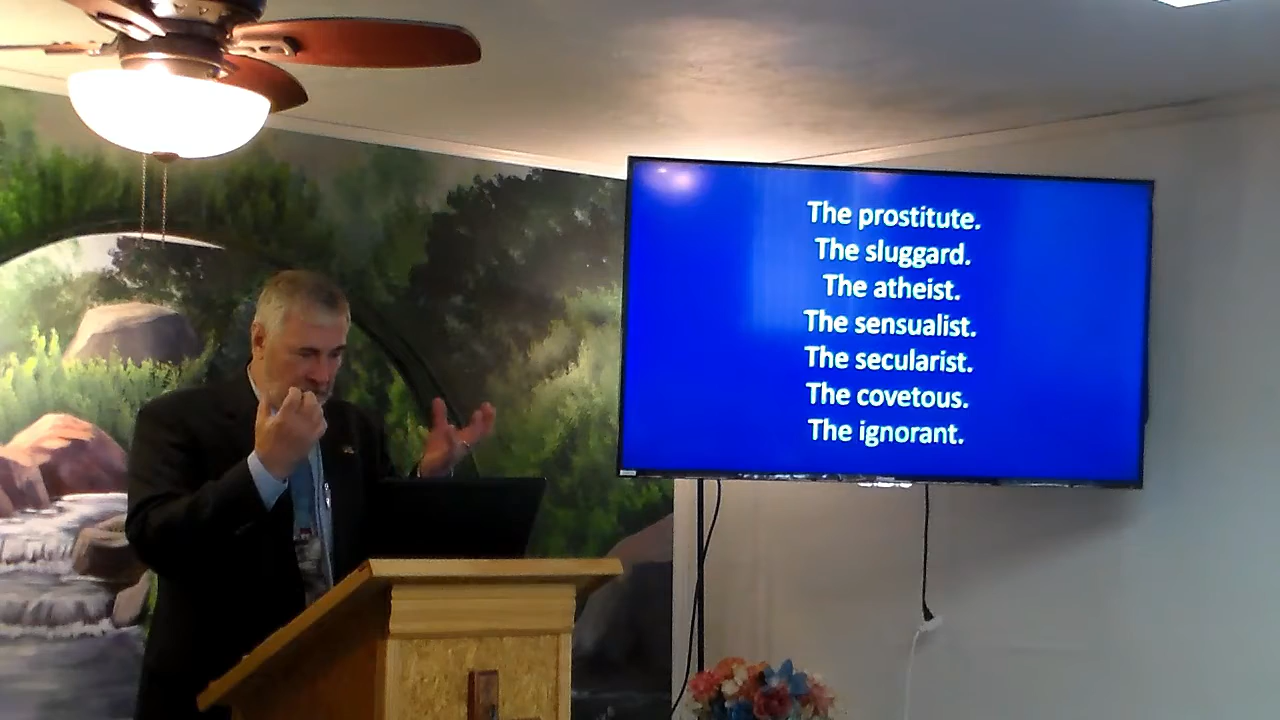 The prostitute.
The sluggard.
The atheist.
The sensualist.
The secularist.
The covetous.
The ignorant.